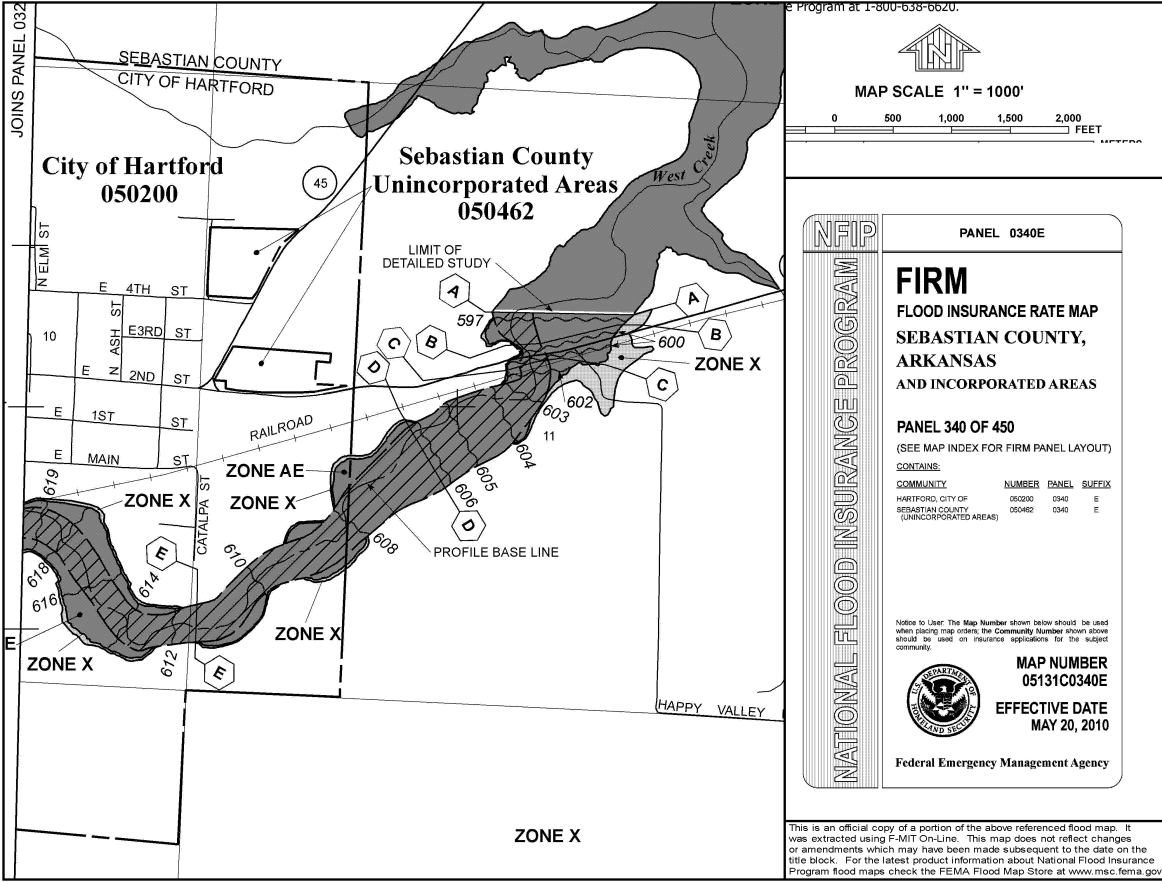 JOINS PANEL 032
SEBASTIAN COUNTY
CITY OF HARTFORD
City of Hartford
050200
45
Sebastian County
Unincorporated Areas
050462
West Creek
LIMIT OF
DETAILED STUDY
A
A
597
B
B
C
C
D
600
ZONE X
602
603
11
604
605
606
D
608
PROFILE BASE LINE
N ELM ST
E 4TH ST
10
N ASH ST
E3RD ST
E 2ND ST
E 1ST ST
RAILROAD
E MAIN ST
ZONE AE
ZONE X
619
ZONE X
CATALPA ST
E
610
614
618
616
612
E
ZONE X
ZONE X
E
HAPPY VALLEY
ZONE X
e Program at 1-800-638-6620.
N
MAP SCALE 1" = 1000'
0 500 1,000 1,500 2,000
FEET
METERS
NFIP
NATIONAL FLOOD INSURANCE PROGRAM
PANEL 0340E
FIRM
FLOOD INSURANCE RATE MAP
SEBASTIAN COUNTY,
ARKANSAS
AND INCORPORATED AREAS
PANEL 340 OF 450
(SEE MAP INDEX FOR FIRM PANEL LAYOUT)
CONTAINS:
COMMUNITY NUMBER PANEL SUFFIX
HARTFORD, CITY OF 050200 0340 E
SEBASTIAN COUNTY 050462 0340 E
(UNINCORPORATED AREAS)
Notice to User: The Map Number shown below should be used
when placing map orders; the Community Number shown above
should be used on insurance applications for the subject
community.
U.S. DEPARTMENT OF
HOMELAND SECURITY
MAP NUMBER
05131C0340E
EFFECTIVE DATE
MAY 20, 2010
Federal Emergency Management Agency
This is an official copy of a portion of the above referenced flood map. It
was extracted using F-MIT On-Line. This map does not reflect changes
or amendments which may have been made subsequent to the date on the
title block. For the latest product information about National Flood Insurance
Program flood maps check the FEMA Flood Map Store at www.msc.fema.gov